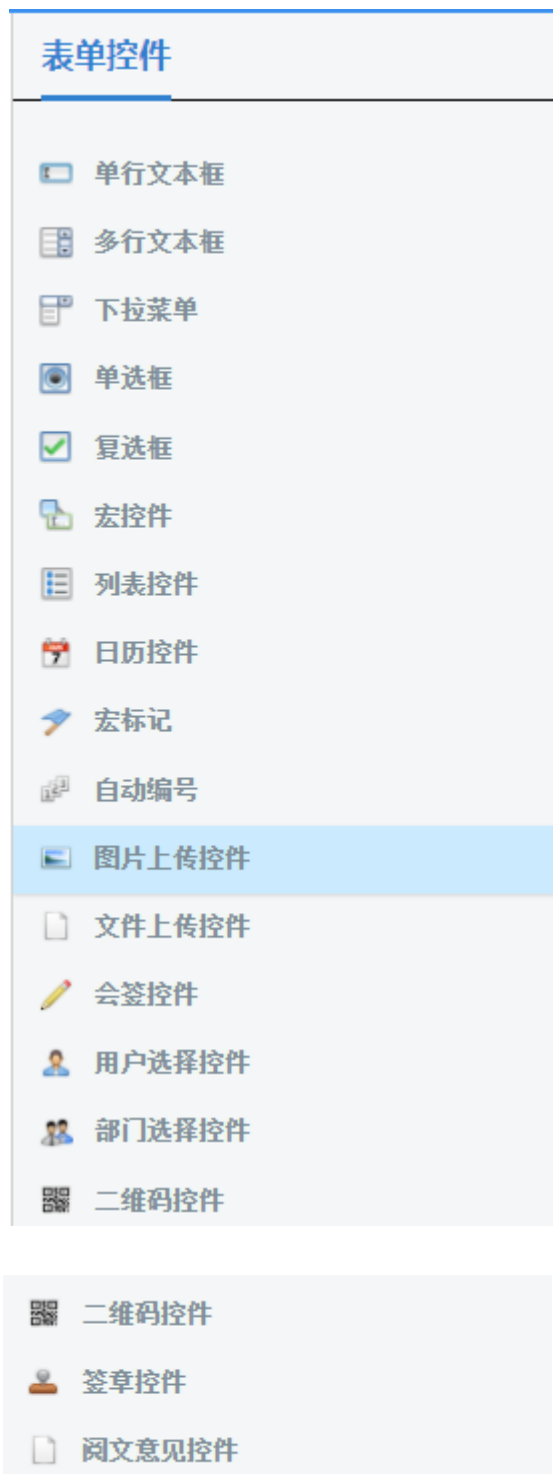 表单控件
单行文本框
多行文本框
下拉菜单
单选框
复选框
宏控件
列表控件
日历控件
宏标记
自动编号
图片上传控件
文件上传控件
会签控件
用户选择控件
部门选择控件
二维码控件
二维码控件
签章控件
阅文意见控件